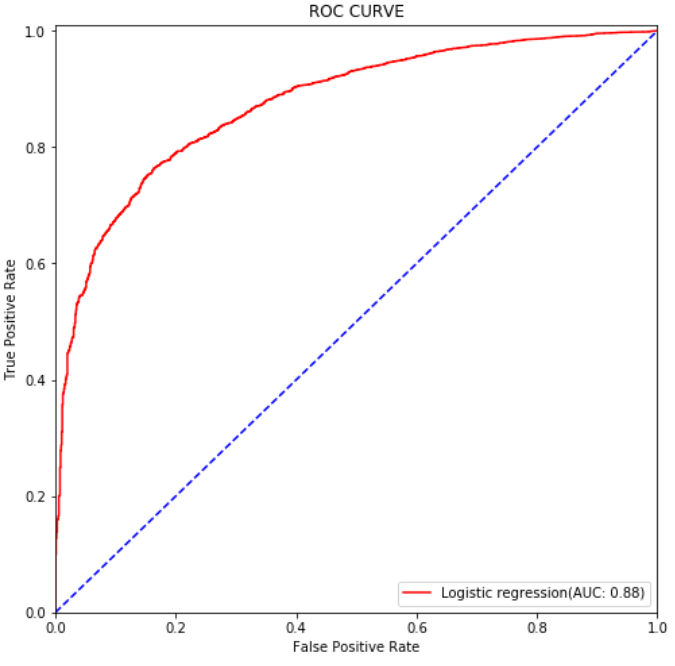 ROC CURVE
1.0
0.8
0.6
0.4
0.2
0.0
True Positive Rate
Logistic regression(AUC: 0.88)
0.0 0.2 0.4 0.6 0.8 1.0
False Positive Rate